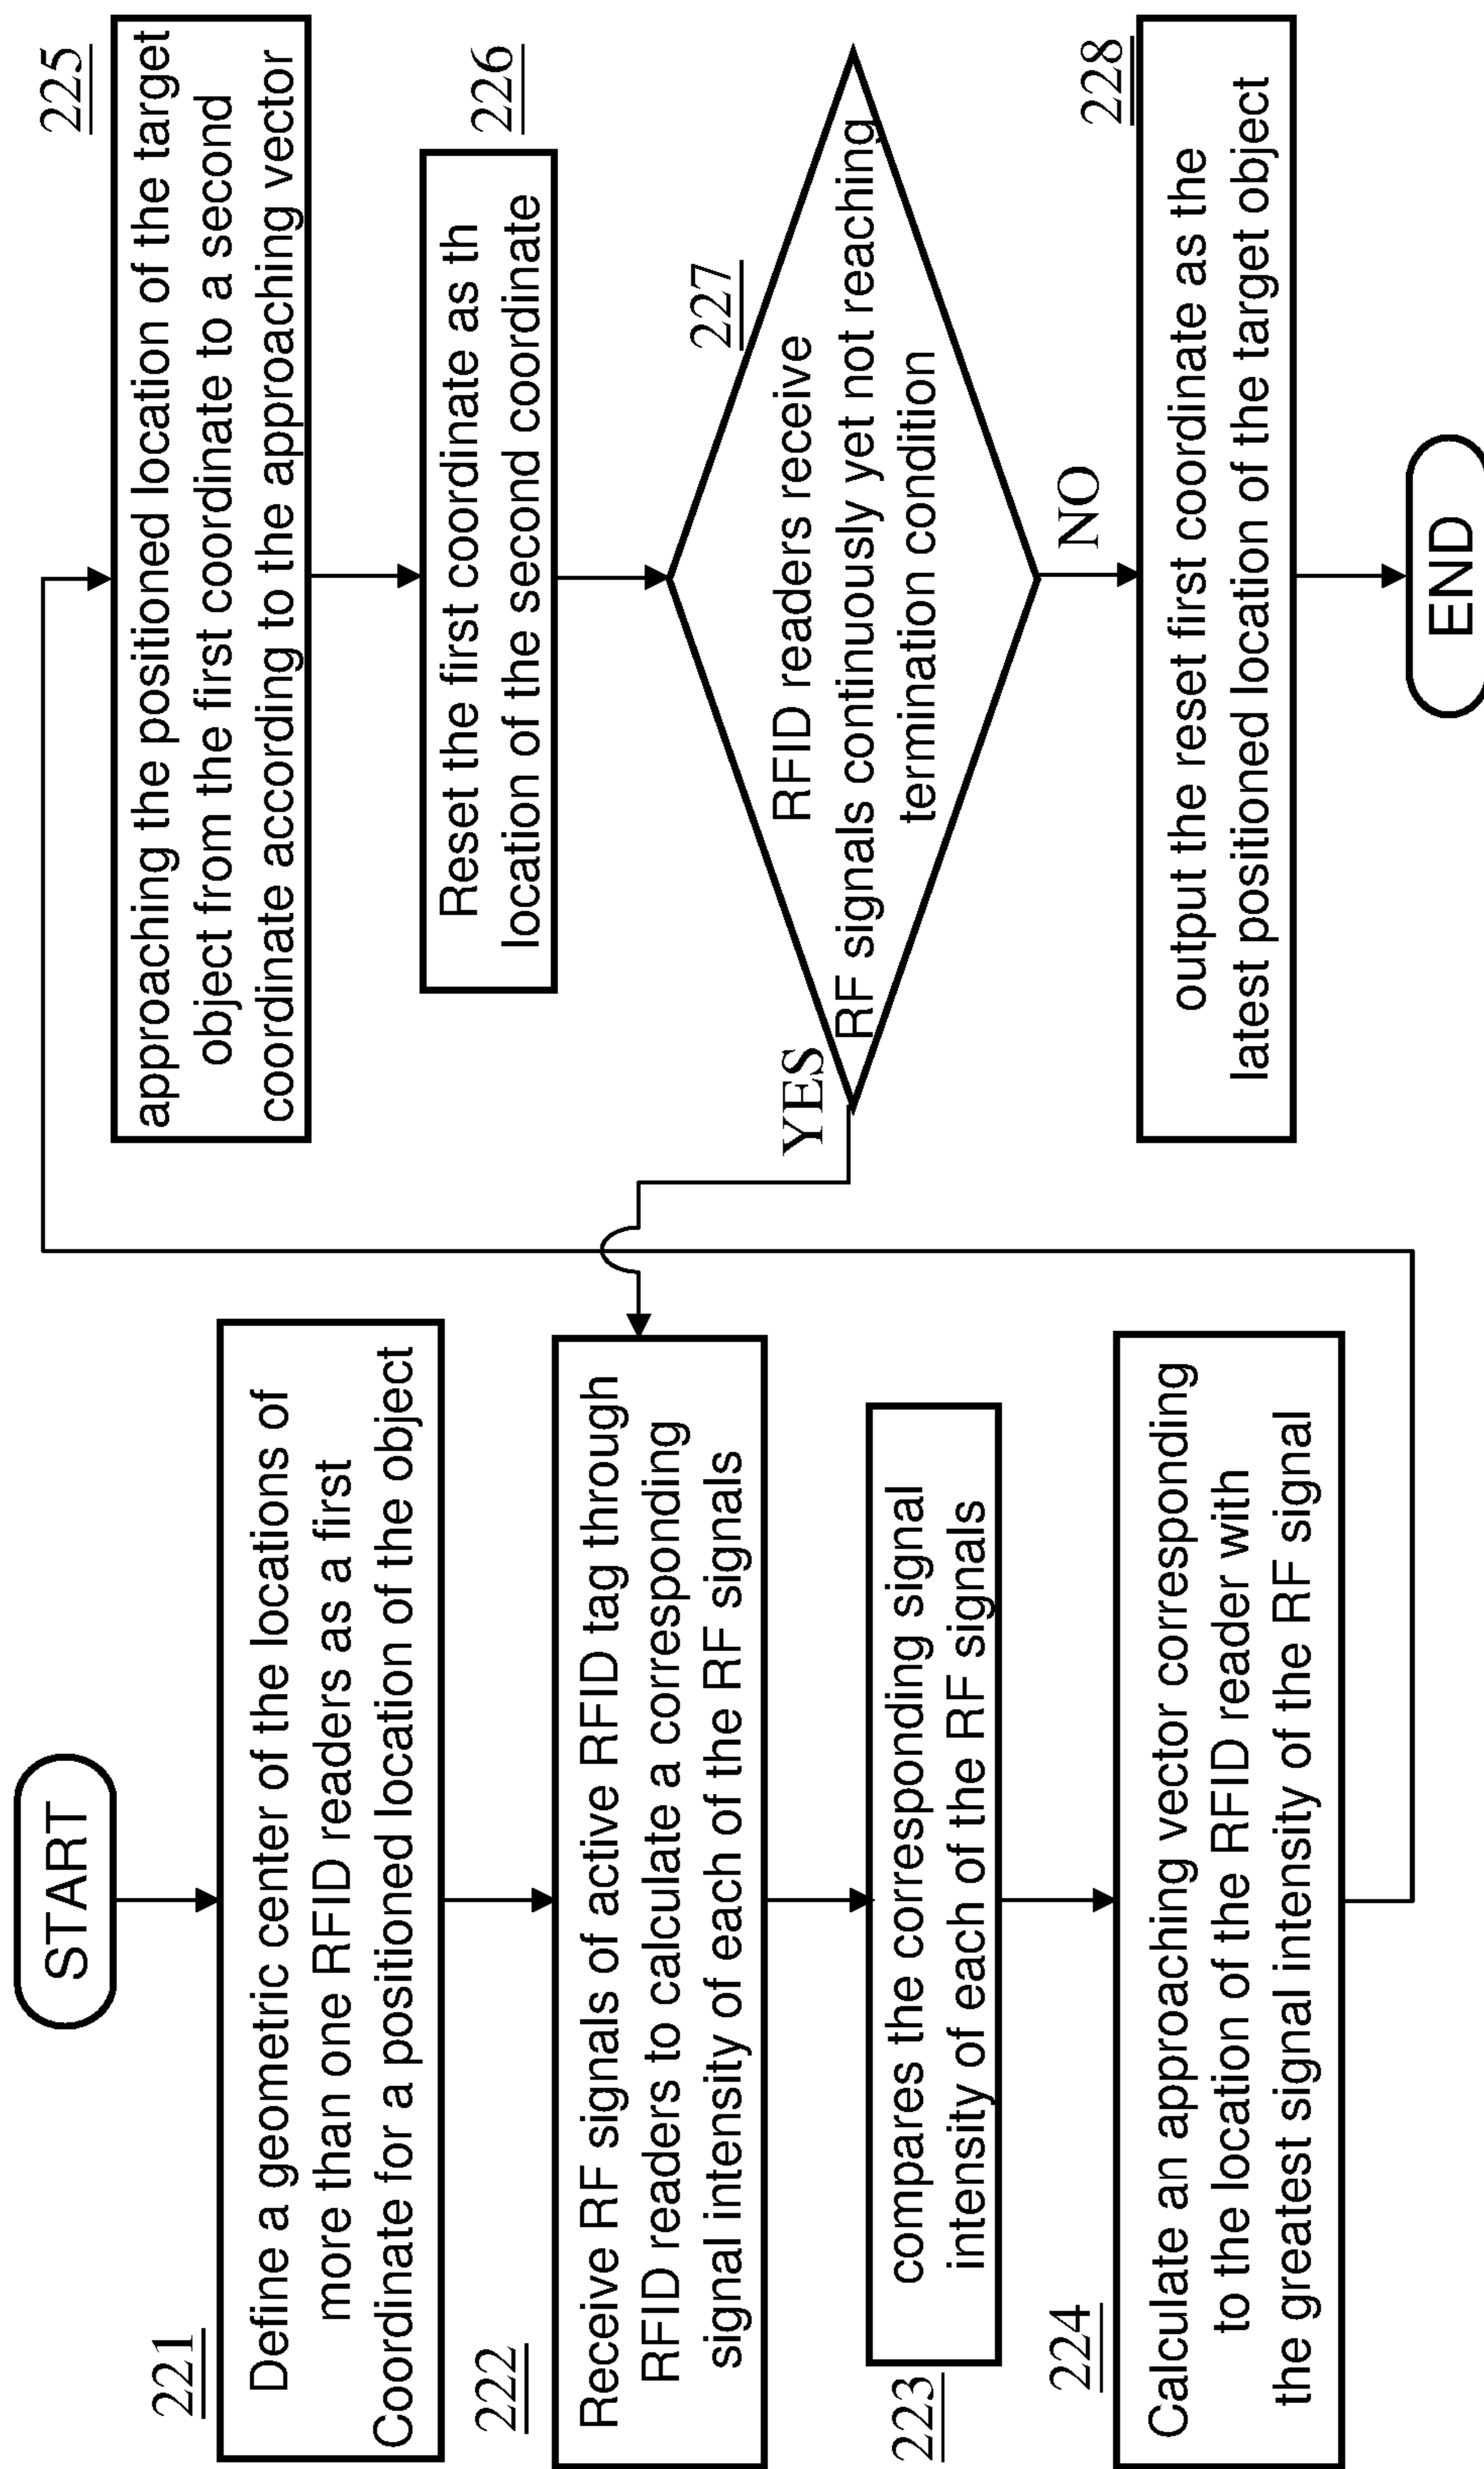 START
221
Define a geometric center of the locations of
more than one RFID readers as a first
Coordinate for a positioned location of the object
222
Receive RF signals of active RFID tag through
RFID readers to calculate a corresponding
signal intensity of each of the RF signals
223
compares the corresponding signal
intensity of each of the RF signals
224
Calculate an approaching vector corresponding
to the location of the RFID reader with
the greatest signal intensity of the RF signal
225
approaching the positioned location of the target
object from the first coordinate to a second
coordinate according to the approaching vector
226
Reset the first coordinate as th
location of the second coordinate
227
RFID readers receive
RF signals continuously yet not reaching
termination condition
YES
NO
228
output the reset first coordinate as the
latest positioned location of the target object
END